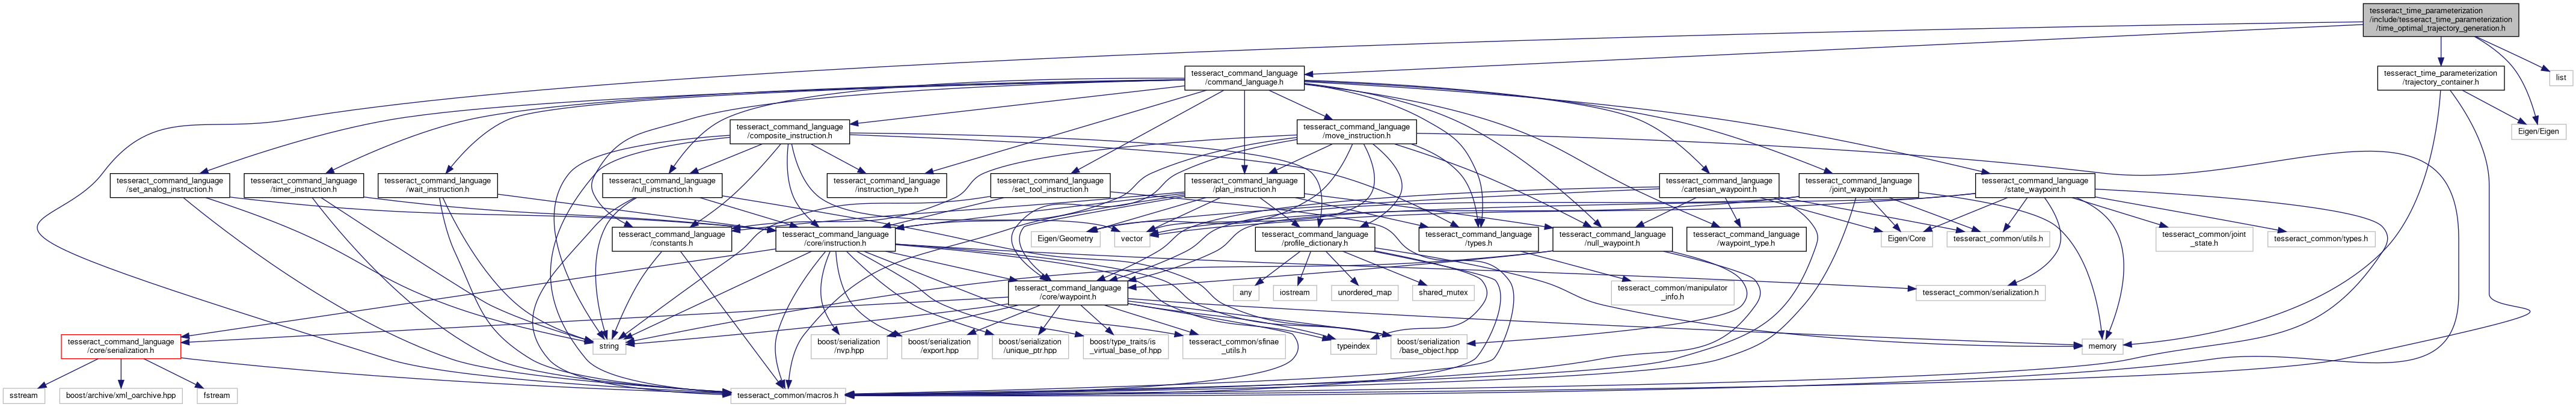 tesseract_time_parameterization
/include/tesseract_time_parameterization
/time_optimal_trajectory_generation.h
tesseract_command_language
/command_language.h
tesseract_time_parameterization
/trajectory_container.h
list
tesseract_command_language
/composite_instruction.h
tesseract_command_language
/move_instruction.h
Eigen/Eigen
tesseract_command_language
/set_analog_instruction.h
tesseract_command_language
/timer_instruction.h
tesseract_command_language
/wait_instruction.h
tesseract_command_language
/null_instruction.h
tesseract_command_language
/instruction_type.h
tesseract_command_language
/set_tool_instruction.h
tesseract_command_language
/plan_instruction.h
tesseract_command_language
/cartesian_waypoint.h
tesseract_command_language
/joint_waypoint.h
tesseract_command_language
/state_waypoint.h
tesseract_command_language
/constants.h
tesseract_command_language
/core/instruction.h
Eigen/Geometry
vector
tesseract_command_language
/profile_dictionary.h
tesseract_command_language
/types.h
tesseract_command_language
/null_waypoint.h
tesseract_command_language
/waypoint_type.h
Eigen/Core
tesseract_common/utils.h
tesseract_common/joint
_state.h
tesseract_common/types.h
tesseract_command_language
/core/waypoint.h
any
iostream
unordered_map
shared_mutex
tesseract_common/manipulator
_info.h
tesseract_common/serialization.h
tesseract_command_language
/core/serialization.h
string
boost/serialization
/nvp.hpp
boost/serialization
/export.hpp
boost/serialization
/unique_ptr.hpp
boost/type_traits/is
_virtual_base_of.hpp
tesseract_common/sfinae
_utils.h
typeindex
boost/serialization
/base_object.hpp
memory
sstream
boost/archive/xml_oarchive.hpp
fstream
tesseract_common/macros.h